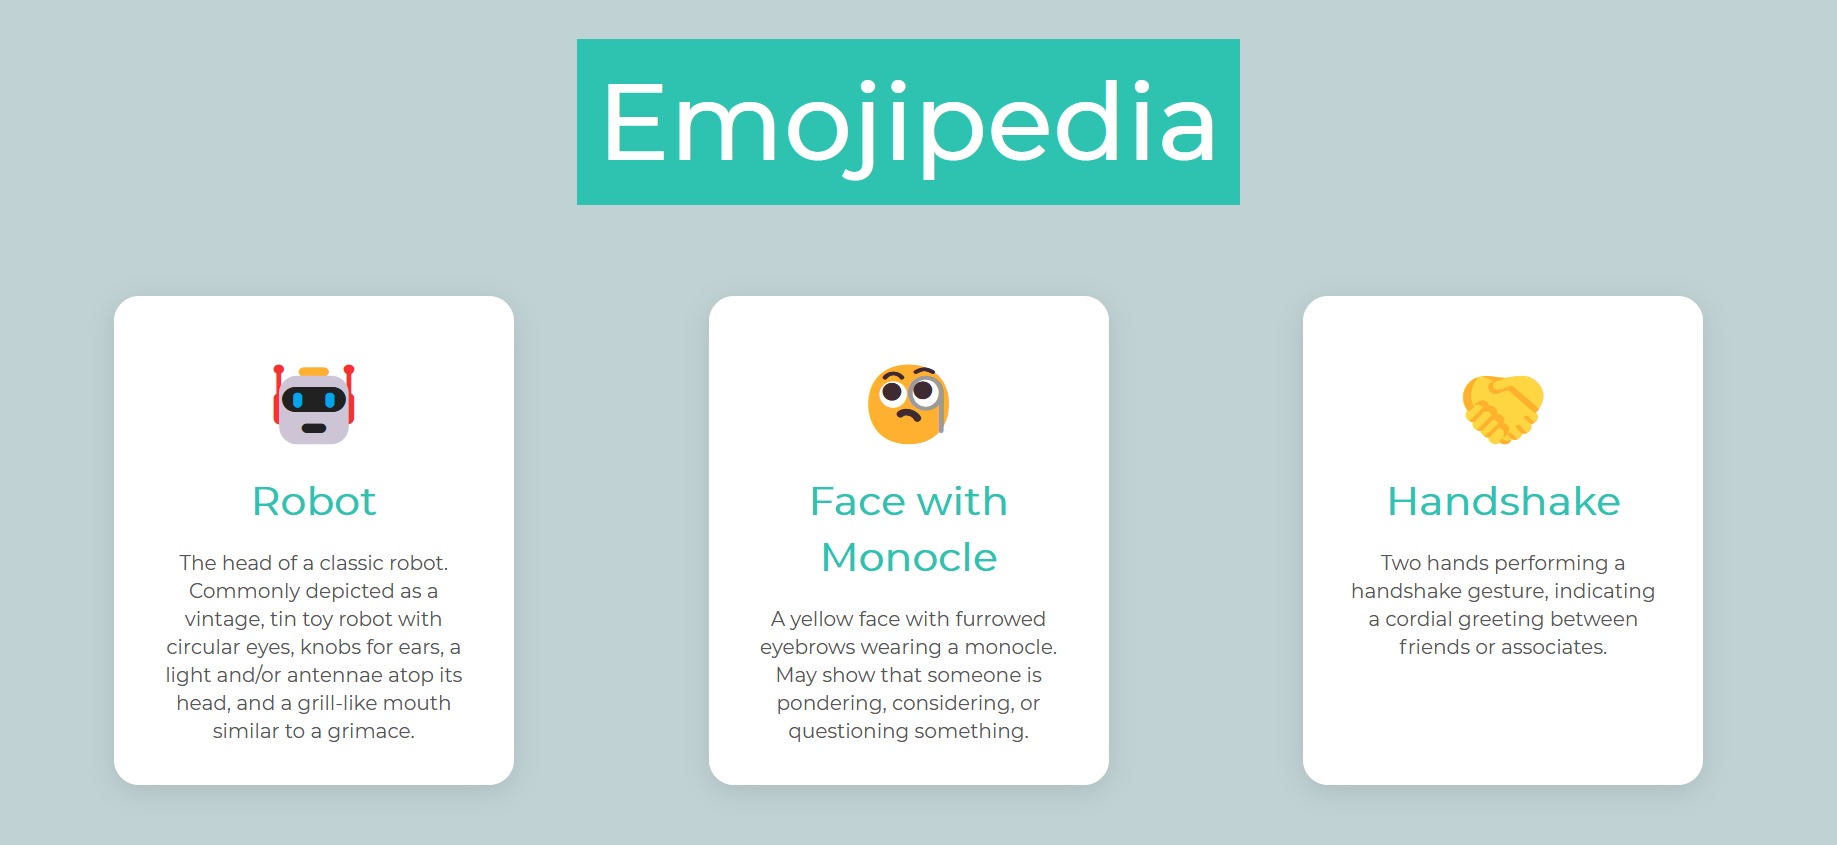 Emojipedia
Robot
The head of a classic robot.
Commonly depicted as a
vintage, tin toy robot with
circular eyes, knobs for ears, a
light and/or antennae atop its
head, and a grill-like mouth
similar to a grimace.
Face with
Monocle
A yellow face with furrowed
eyebrows wearing a monocle.
May show that someone is
pondering, considering, or
questioning something.
Handshake
Two hands performing a
handshake gesture, indicating
a cordial greeting between
friends or associates.